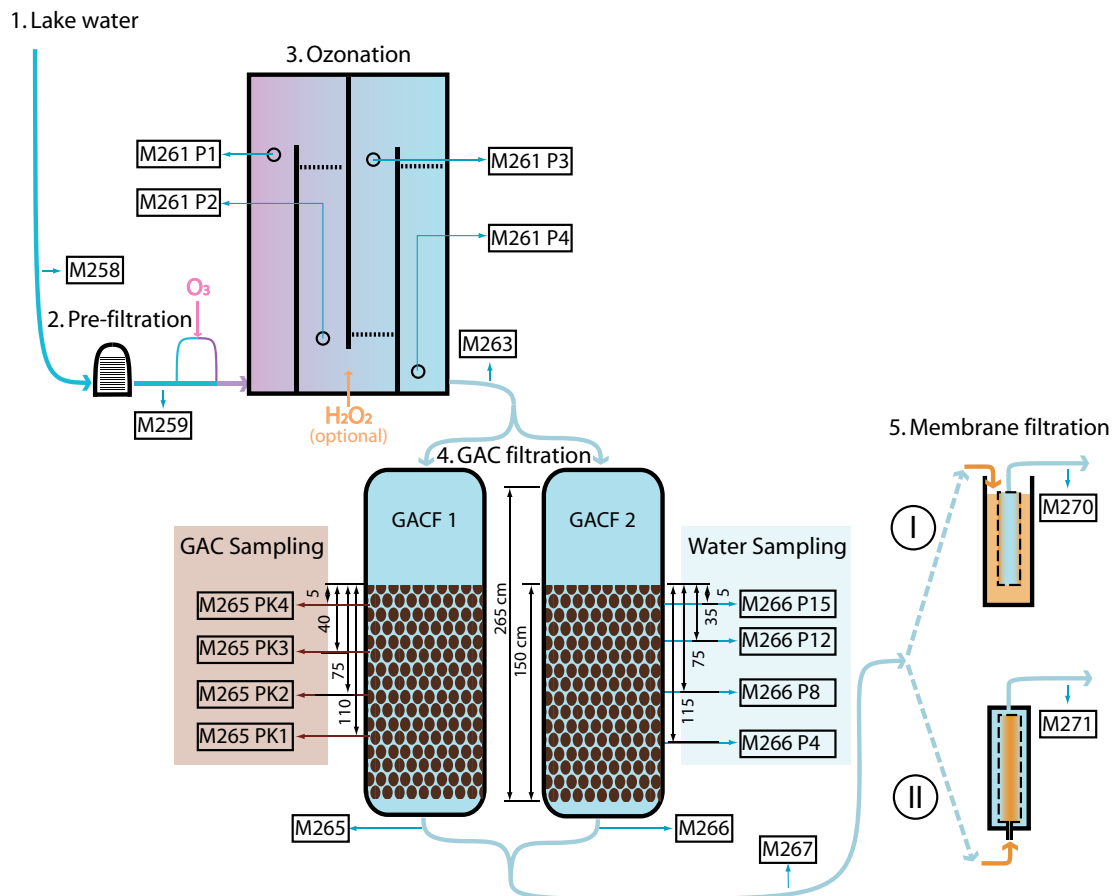 1. Lake water
3. Ozonation
M261 P1
M261 P3
M261 P2
M261 P4
M258
O₃
2. Pre-filtration
M263
M259
H₂O₂
(optional)
4. GAC filtration
5. Membrane filtration
GACF 1
GACF 2
M270
I
GAC Sampling
Water Sampling
5
40
75
110
M265 PK4
M265 PK3
M265 PK2
M265 PK1
265 cm
150 cm
5
35
75
115
M266 P15
M266 P12
M266 P8
M266 P4
M271
II
M265
M266
M267